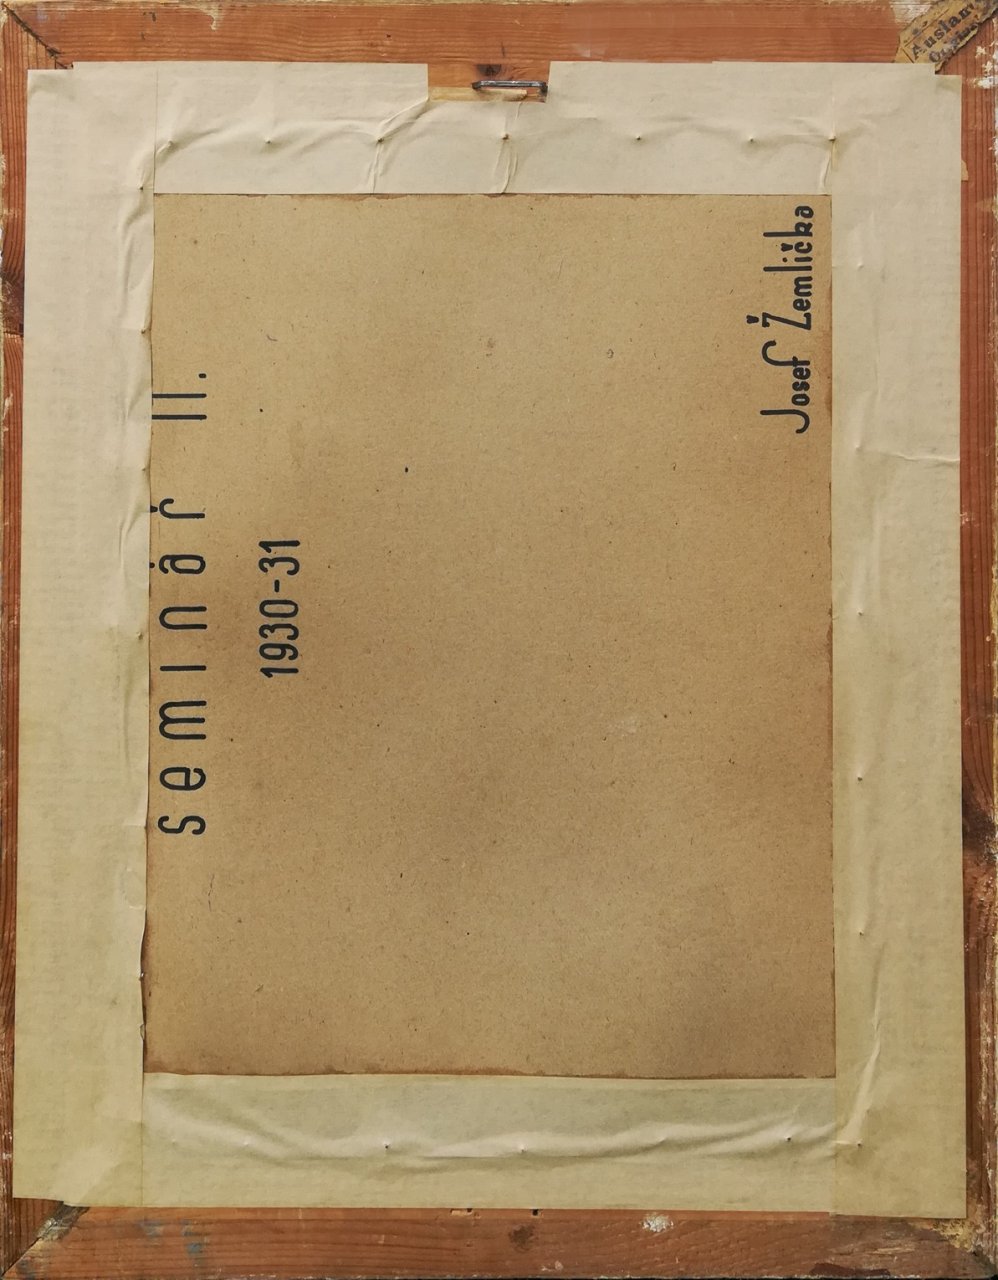 seminář II.
1930-31
Josef Žemlička